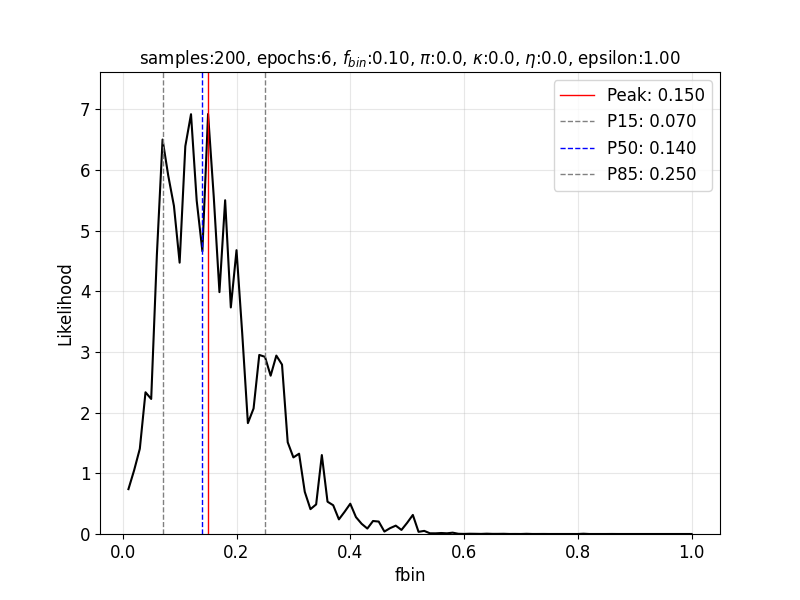 samples:200, epochs:6, f_bin:0.10, π:0.0, κ:0.0, η:0.0, epsilon:1.00
Peak: 0.150
P15: 0.070
P50: 0.140
P85: 0.250
7
6
5
4
3
2
1
0
Likelihood
0.0 0.2 0.4 0.6 0.8 1.0
fbin